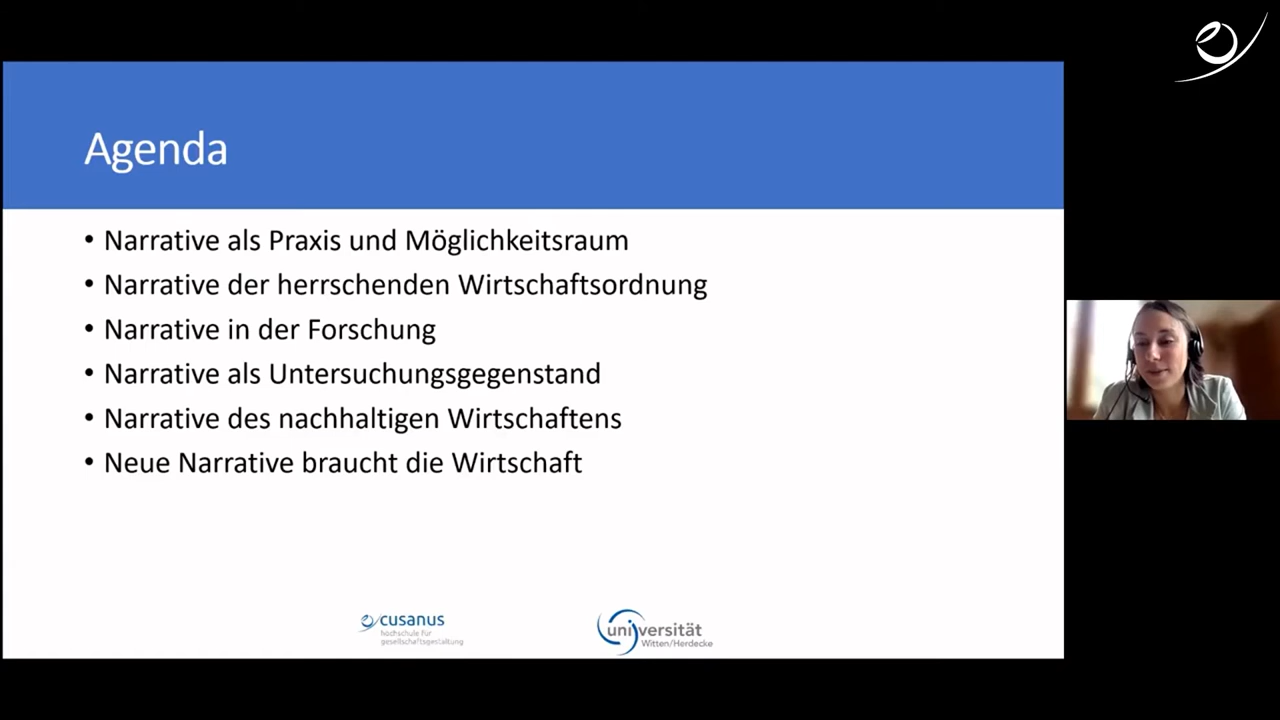 Agenda
• Narrative als Praxis und Möglichkeitsraum
• Narrative der herrschenden Wirtschaftsordnung
• Narrative in der Forschung
• Narrative als Untersuchungsgegenstand
• Narrative des nachhaltigen Wirtschaftens
• Neue Narrative braucht die Wirtschaft
cusanus
hochschule für
gesellschaftsgestaltung
universität
Witten/Herdecke